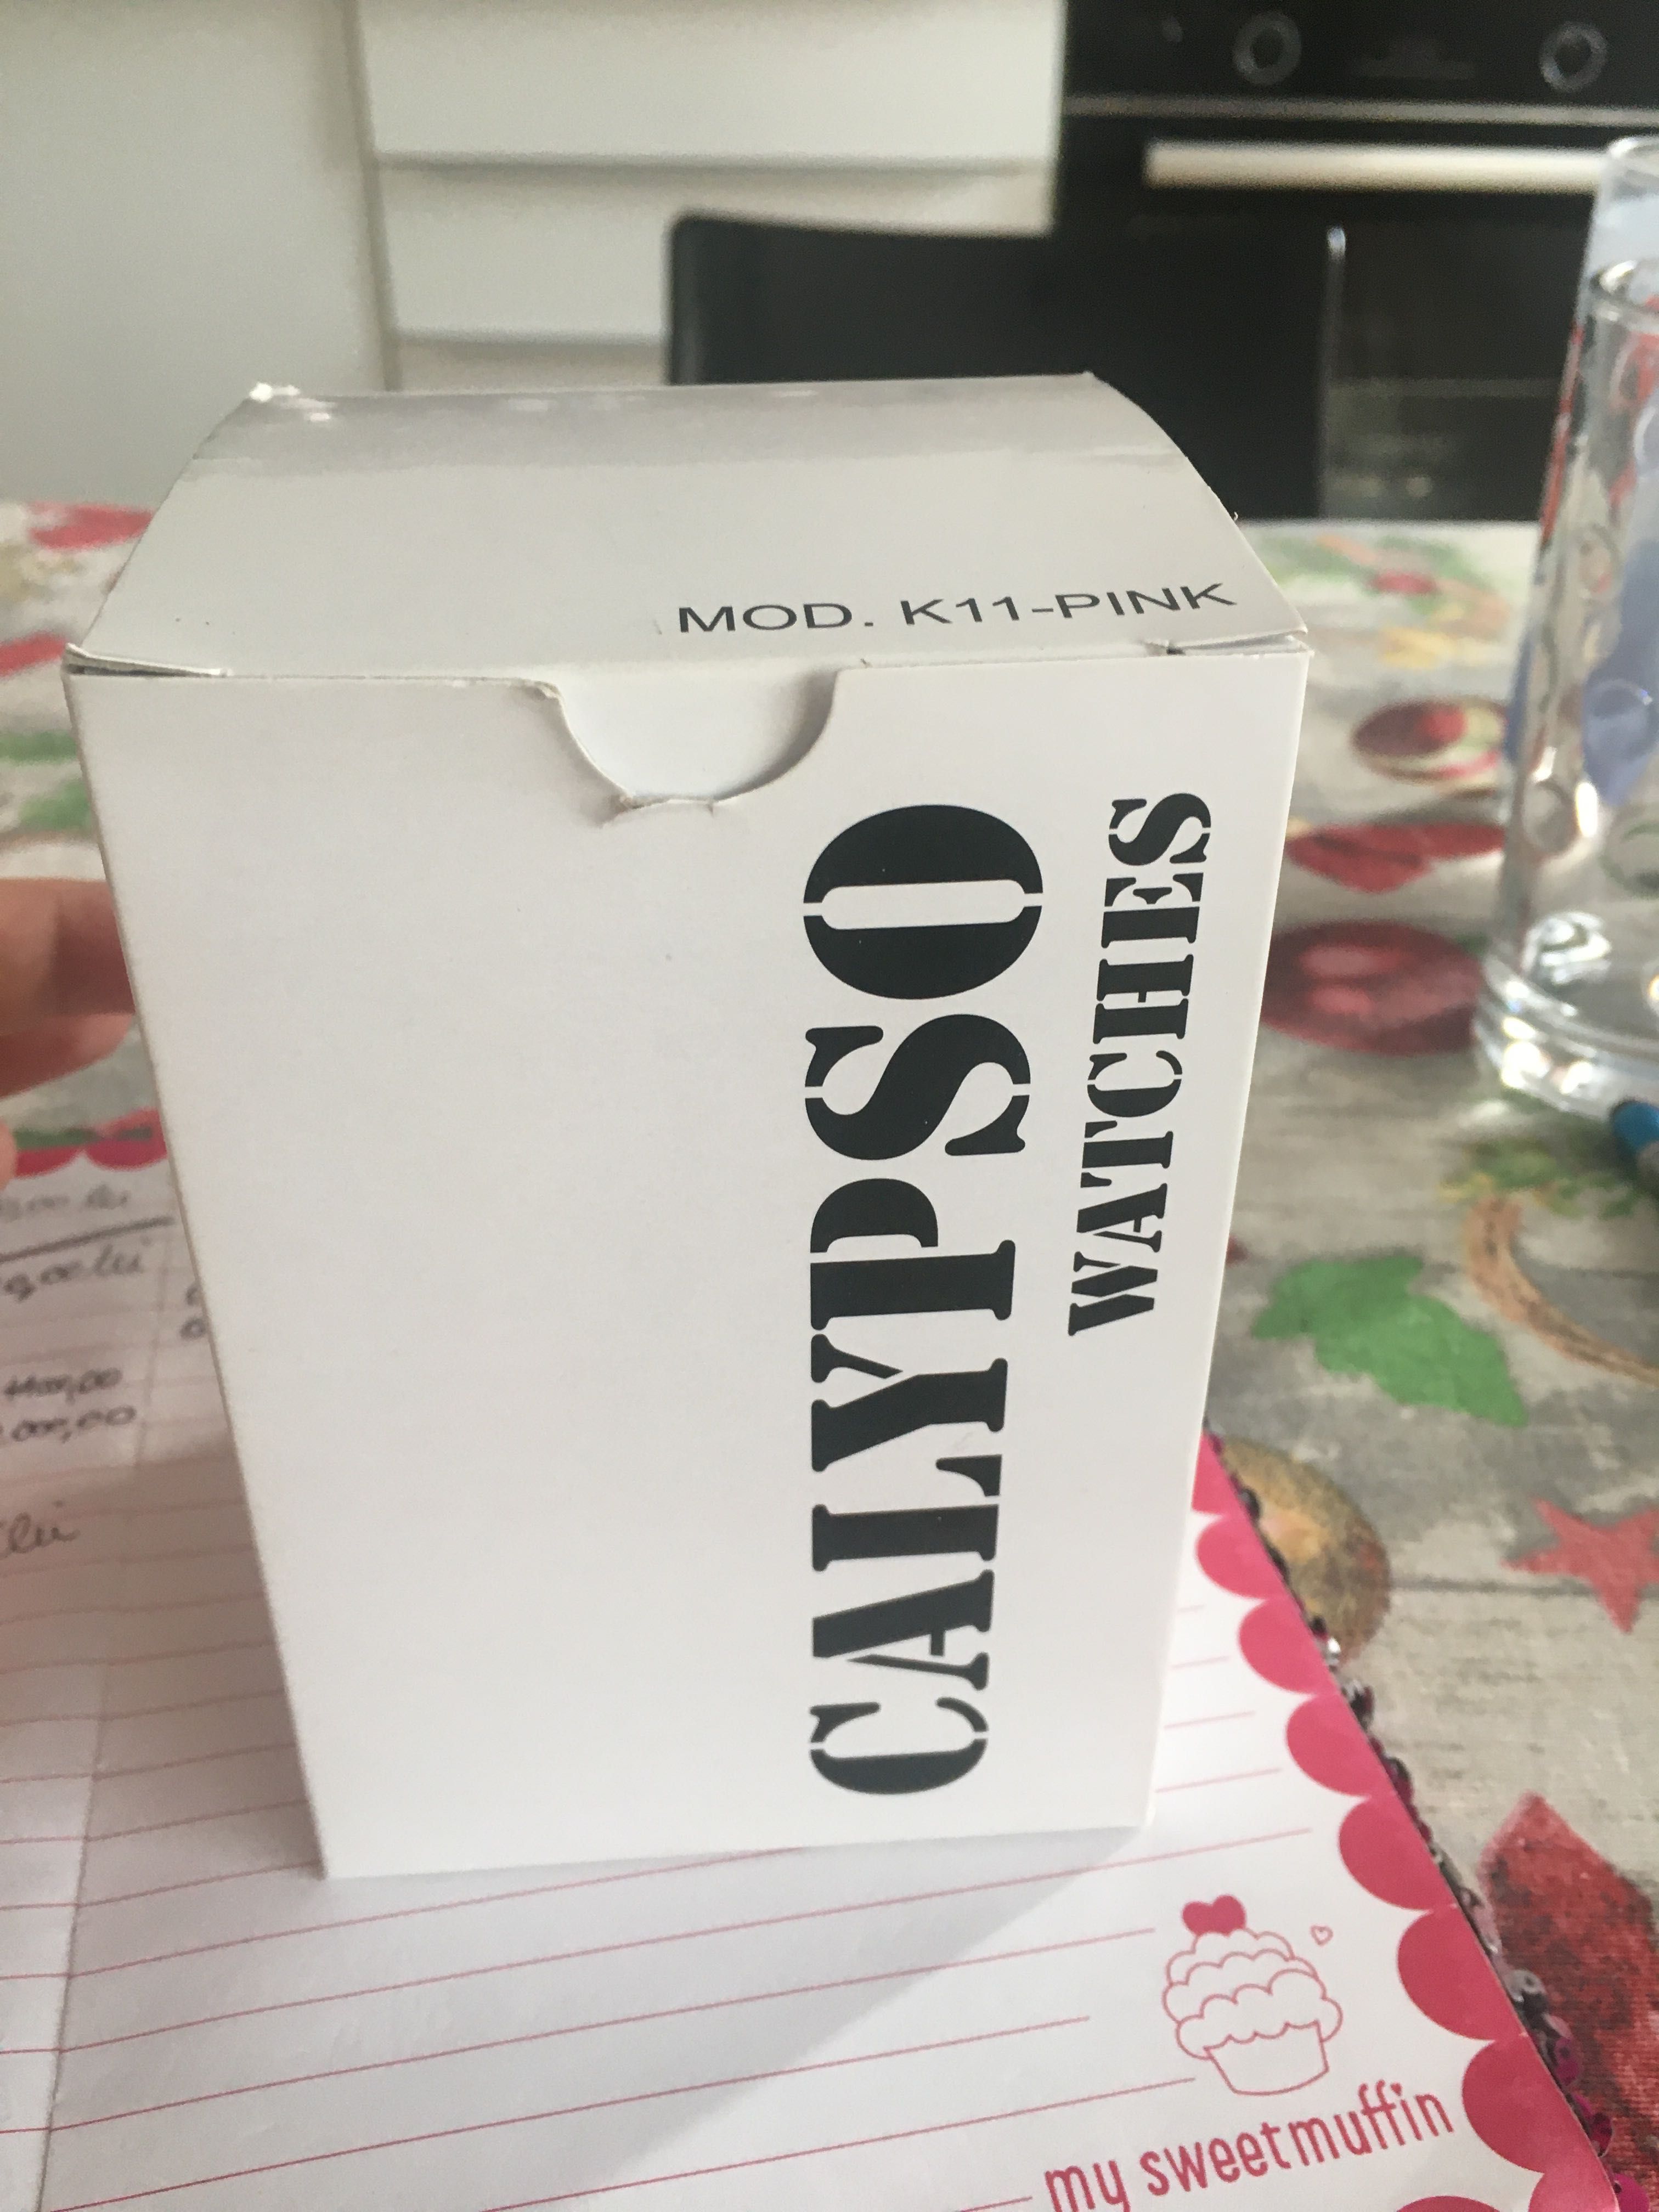 MOD. K11-PINK
CALYPSO
WATCHES
my sweetmuffin